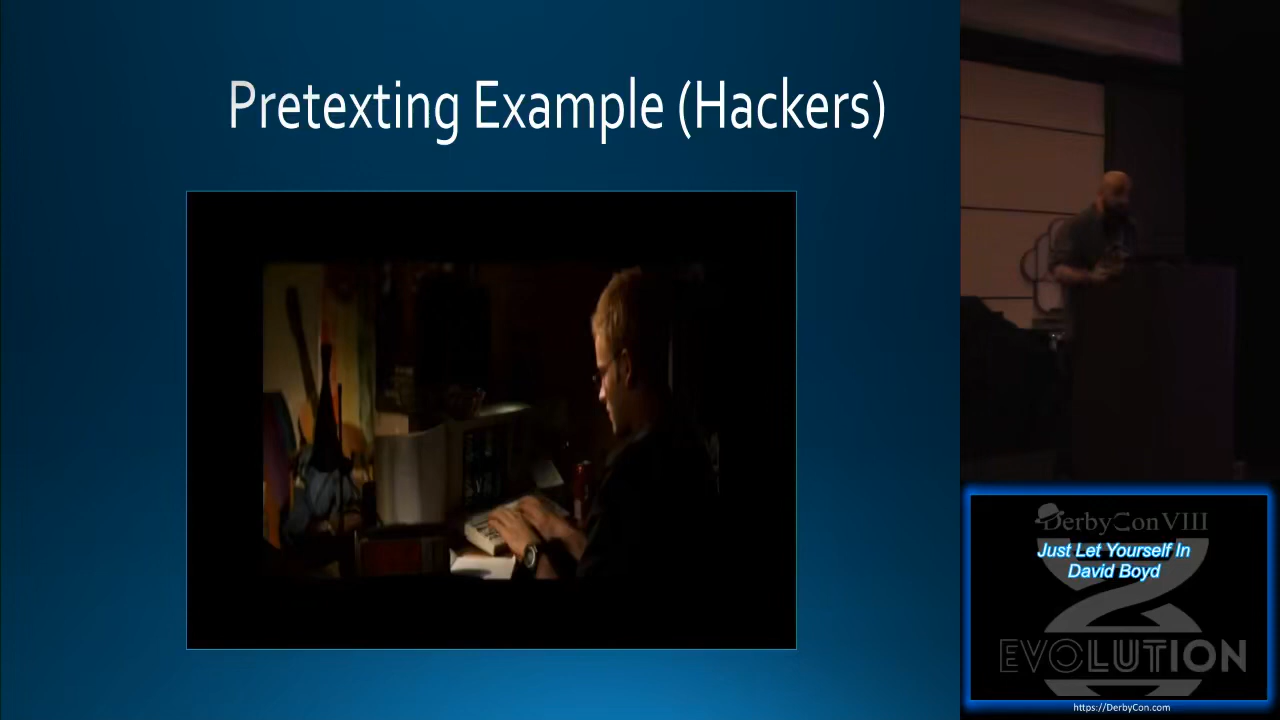 Pretexting Example (Hackers)
DerbyCon VIII
Just Let Yourself In
David Boyd
EVOLUTION
https://DerbyCon.com